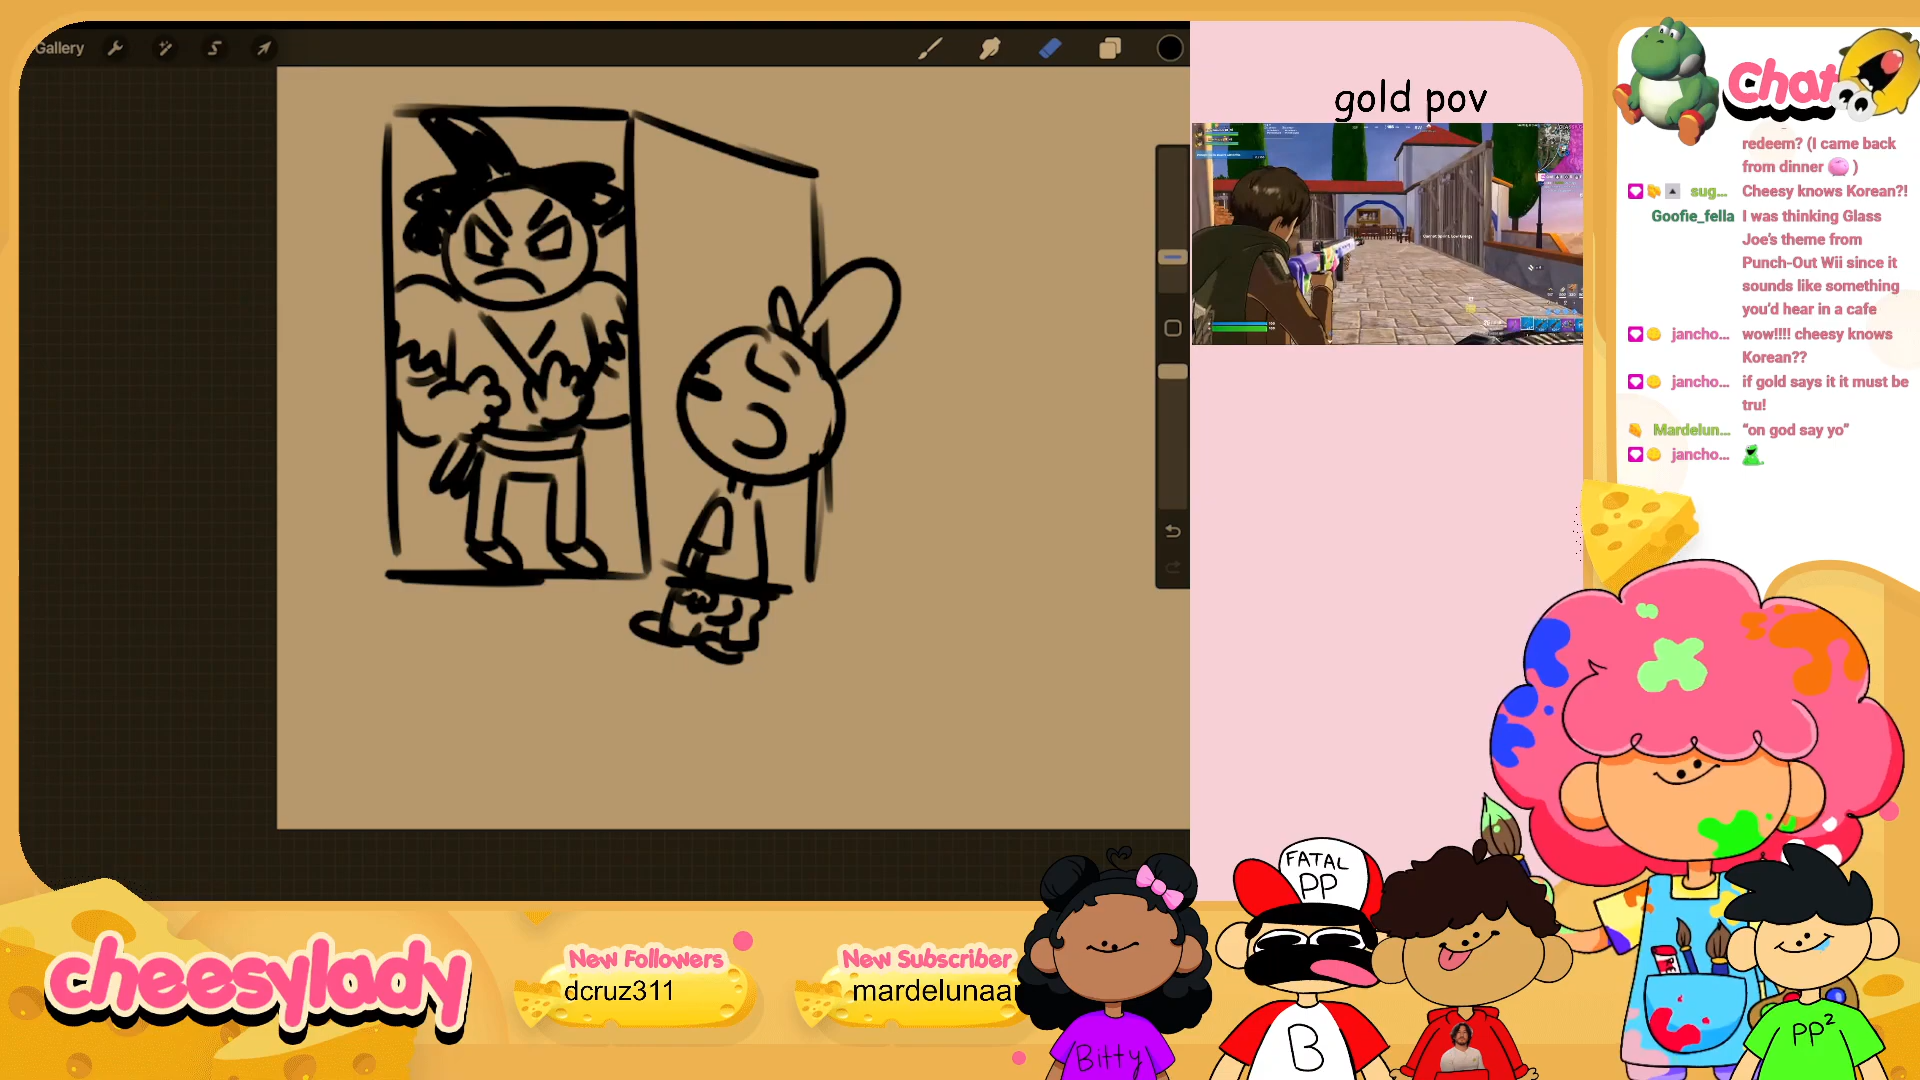 Gallery
gold pov
Chat
redeem? (I came back
from dinner )
sug... Cheesy knows Korean?!
Goofie_fella I was thinking Glass
Joe's theme from
Punch-Out Wii since it
sounds like something
you'd hear in a cafe
jancho... wow!!!! cheesy knows
Korean??
jancho... if gold says it it must be
tru!
Mardelun... “on god say yo”
jancho...
FATAL
PP
cheesylady
New Followers
dcruz311
New Subscriber
mardelunaar
Bitty
B
PP²